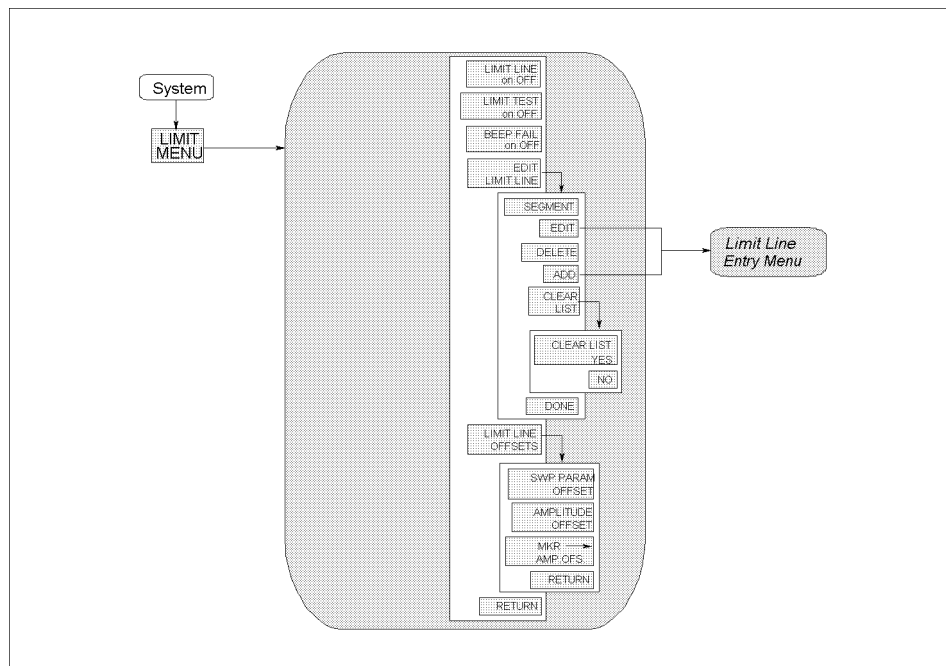 System
LIMIT
MENU
LIMIT LINE
on OFF
LIMIT TEST
on OFF
BEEP FAIL
on OFF
EDIT
LIMIT LINE
SEGMENT
EDIT
DELETE
ADD
CLEAR
LIST
CLEAR LIST
YES
NO
DONE
Limit Line
Entry Menu
LIMIT LINE
OFFSETS
SWP PARAM
OFFSET
AMPLITUDE
OFFSET
MKR
AMP.OFS.
RETURN
RETURN